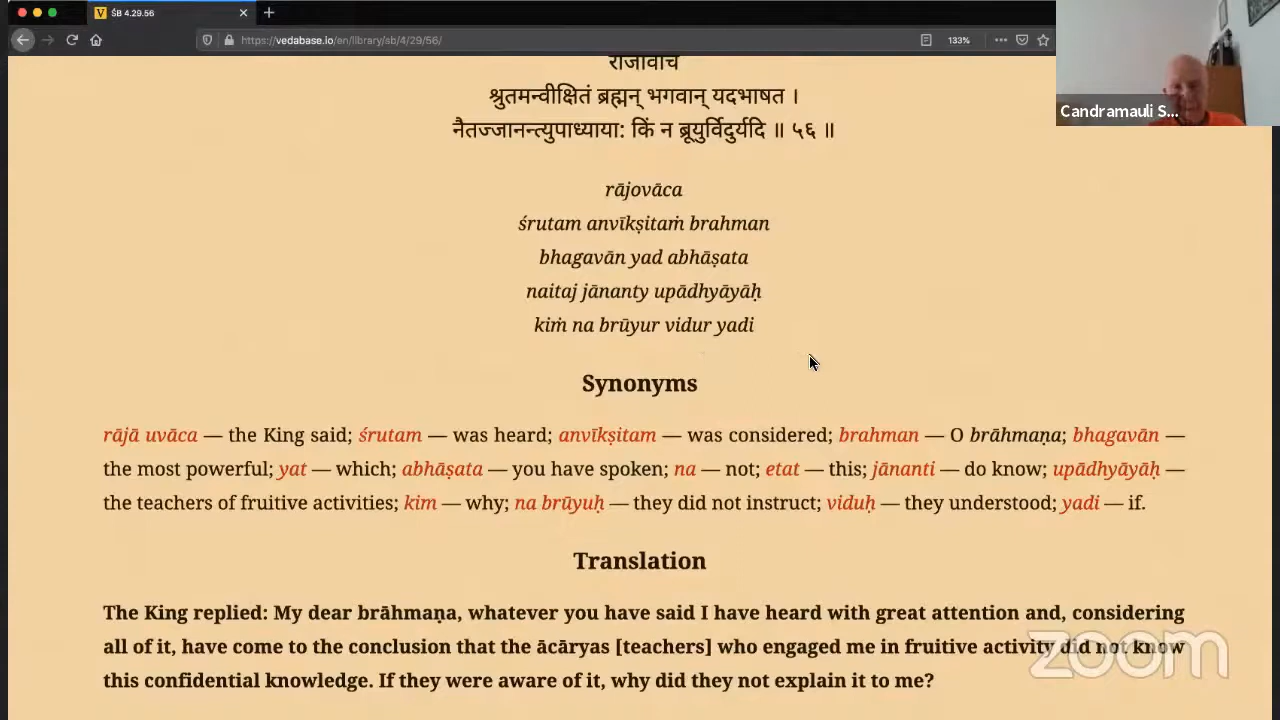 ŚB 4.29.56
https://vedabase.io/en/library/sb/4/29/56/
133%
Candramauli S...
राजोवाच
श्रुतमन्वीक्षितं ब्रह्मन् भगवान् यदभाषत ।
नैतज्जानन्त्युपाध्याया: किं न ब्रूयुर्विदुर्यदि ॥ ५६ ॥
rājovāca
śrutam anvīkṣitaṁ brahman
bhagavān yad abhāṣata
naitaj jānanty upādhyāyāḥ
kiṁ na brūyur vidur yadi
Synonyms
rājā uvāca — the King said; śrutam — was heard; anvīkṣitam — was considered; brahman — O brāhmaṇa; bhagavān —
the most powerful; yat — which; abhāṣata — you have spoken; na — not; etat — this; jānanti — do know; upādhyāyāḥ —
the teachers of fruitive activities; kim — why; na brūyuḥ — they did not instruct; viduḥ — they understood; yadi — if.
Translation
The King replied: My dear brāhmaṇa, whatever you have said I have heard with great attention and, considering
all of it, have come to the conclusion that the ācāryas [teachers] who engaged me in fruitive activity did not know
this confidential knowledge. If they were aware of it, why did they not explain it to me?
zoom